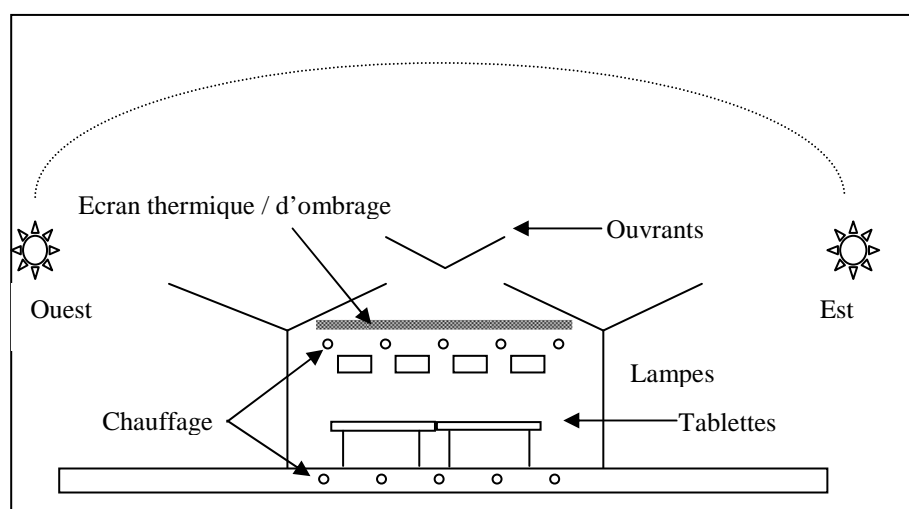 Ecran thermique / d’ombrage
Ouvrants
Ouest
Est
Lampes
Chauffage
Tablettes